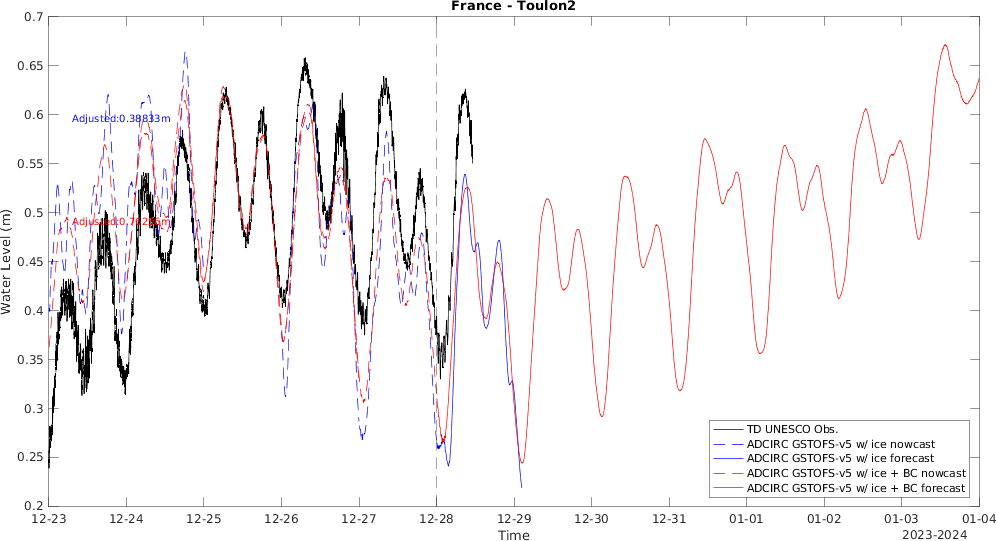 France - Toulon2
0.7
0.65
0.6
0.55
0.5
0.45
0.4
0.35
0.3
0.25
0.2
Water Level (m)
Adjusted:0.38833m
12-23
12-24
12-25
12-26
12-27
12-28
12-29
12-30
12-31
01-01
01-02
01-03
01-04
Time
2023-2024
TD UNESCO Obs.
ADCIRC GSTOFS-v5 w/ ice nowcast
ADCIRC GSTOFS-v5 w/ ice forecast
ADCIRC GSTOFS-v5 w/ ice + BC nowcast
ADCIRC GSTOFS-v5 w/ ice + BC forecast